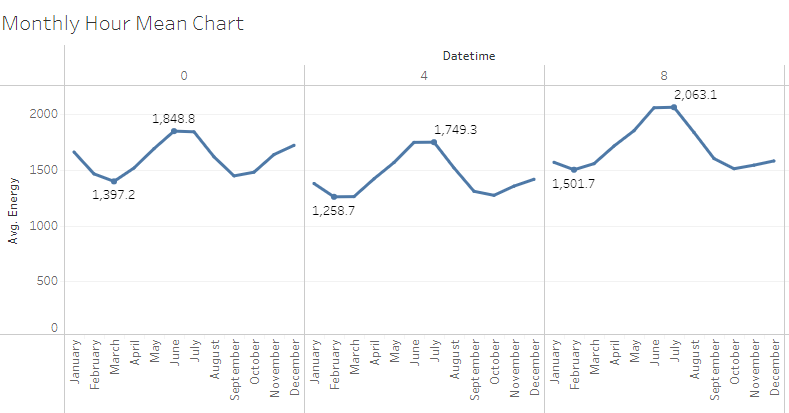 Monthly Hour Mean Chart
Datetime
0 4 8
2000
1500
1000
500
0
Avg. Energy
1,848.8
1,397.2
1,749.3
1,258.7
2,063.1
1,501.7
January February March April May June July August September October November December
January February March April May June July August September October November December
January February March April May June July August September October November December